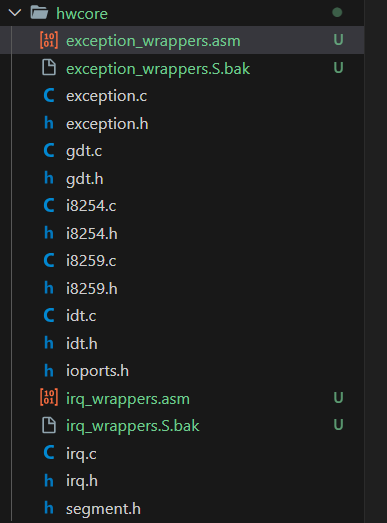 hwcore
exception_wrappers.asm U
exception_wrappers.S.bak U
C exception.c
h exception.h
C gdt.c
h gdt.h
C i8254.c
h i8254.h
C i8259.c
h i8259.h
C idt.c
h idt.h
h ioports.h
irq_wrappers.asm U
irq_wrappers.S.bak U
C irq.c
h irq.h
h segment.h